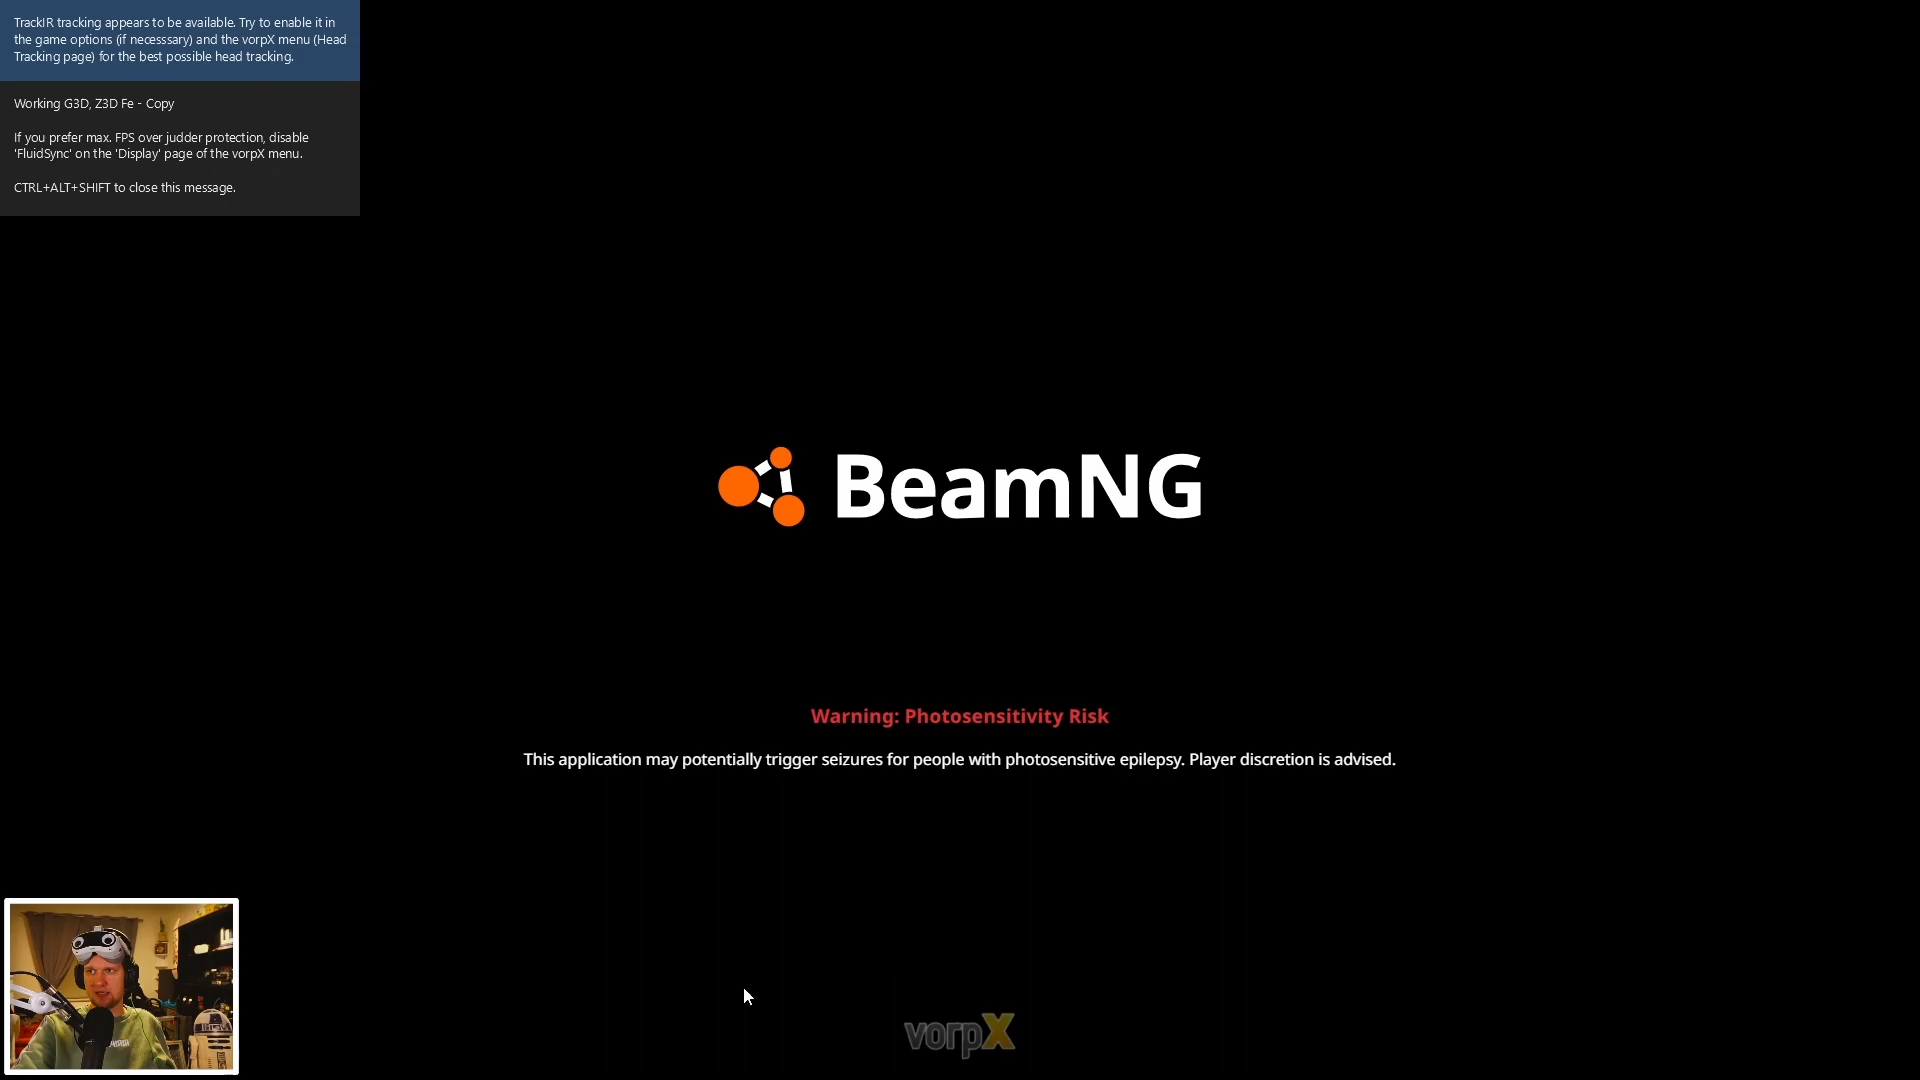 TrackIR tracking appears to be available. Try to enable it in
the game options (if necesssary) and the vorpX menu (Head
Tracking page) for the best possible head tracking.
Working G3D, Z3D Fe - Copy
If you prefer max. FPS over judder protection, disable
'FluidSync' on the 'Display' page of the vorpX menu.
CTRL+ALT+SHIFT to close this message.
BeamNG
Warning: Photosensitivity Risk
This application may potentially trigger seizures for people with photosensitive epilepsy. Player discretion is advised.
vorpX